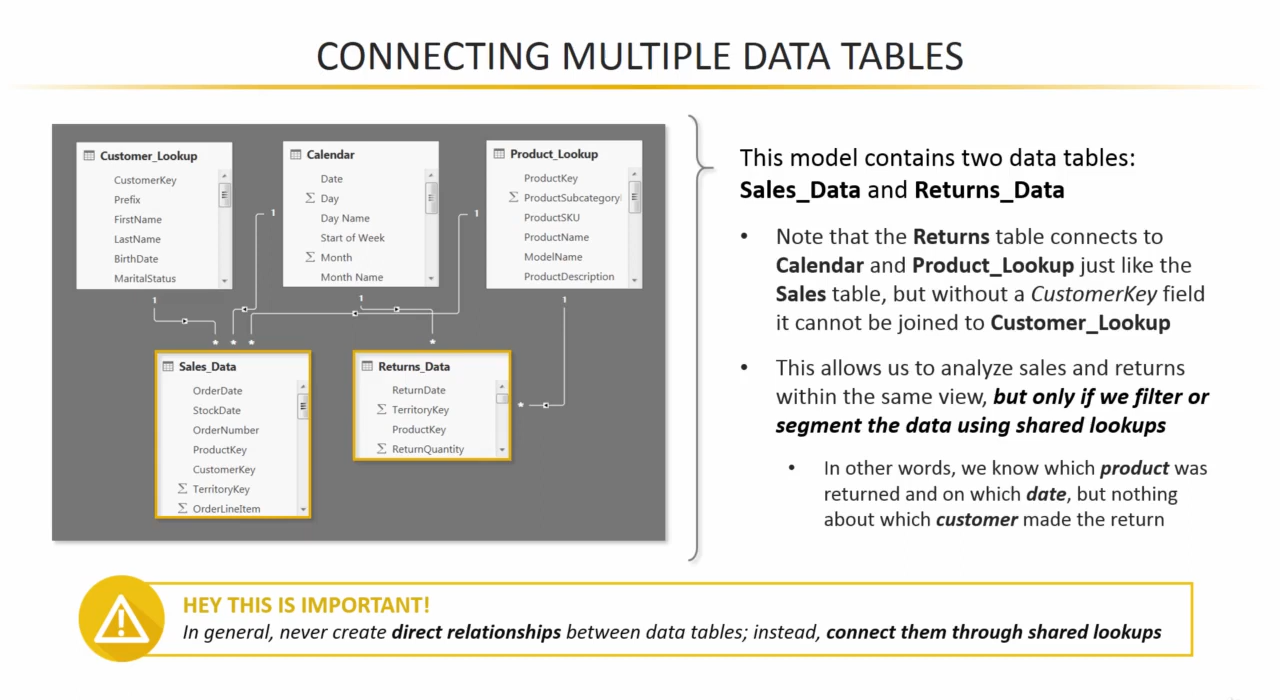 CONNECTING MULTIPLE DATA TABLES
Customer_Lookup
CustomerKey
Prefix
FirstName
LastName
BirthDate
MaritalStatus
Calendar
Date
Σ Day
Day Name
Start of Week
Σ Month
Month Name
Product_Lookup
ProductKey
Σ ProductSubcategory
ProductSKU
ProductName
ModelName
ProductDescription
1
1
1
1
1
* * *
*
*
Sales_Data
OrderDate
StockDate
OrderNumber
ProductKey
CustomerKey
Σ TerritoryKey
Σ OrderLineItem
Returns_Data
ReturnDate
Σ TerritoryKey
ProductKey
Σ ReturnQuantity
This model contains two data tables:
Sales_Data and Returns_Data
• Note that the Returns table connects to
Calendar and Product_Lookup just like the
Sales table, but without a CustomerKey field
it cannot be joined to Customer_Lookup
• This allows us to analyze sales and returns
within the same view, but only if we filter or
segment the data using shared lookups
• In other words, we know which product was
returned and on which date, but nothing
about which customer made the return
HEY THIS IS IMPORTANT!
In general, never create direct relationships between data tables; instead, connect them through shared lookups